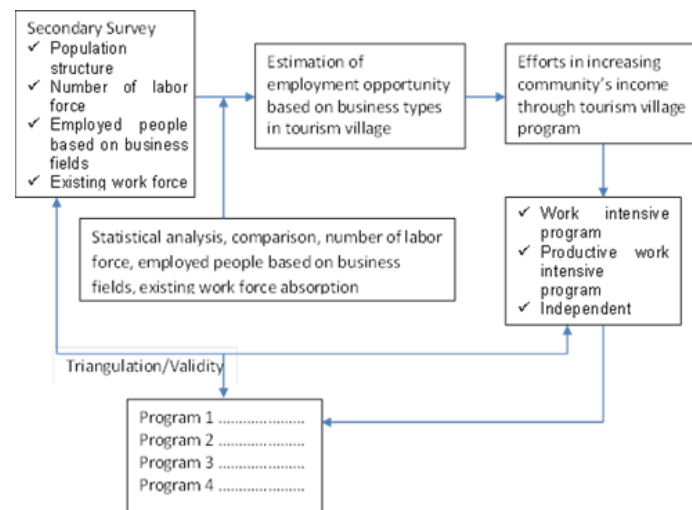 Secondary Survey
✓ Population
structure
✓ Number of labor
force
✓ Employed people
based on business
fields
✓ Existing work force
Estimation of
employment opportunity
based on business types
in tourism village
Efforts in increasing
community's income
through tourism village
program
Statistical analysis, comparison, number of labor
force, employed people based on business
fields, existing work force absorption
✓ Work intensive
program
✓ Productive work
intensive
program
✓ Independent
Triangulation/Validity
Program 1 .....................
Program 2 .....................
Program 3 .....................
Program 4 .....................